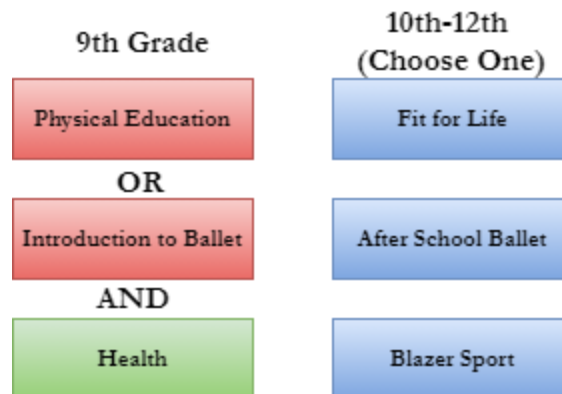 9th Grade
Physical Education
OR
Introduction to Ballet
AND
Health
10th-12th
(Choose One)
Fit for Life
After School Ballet
Blazer Sport